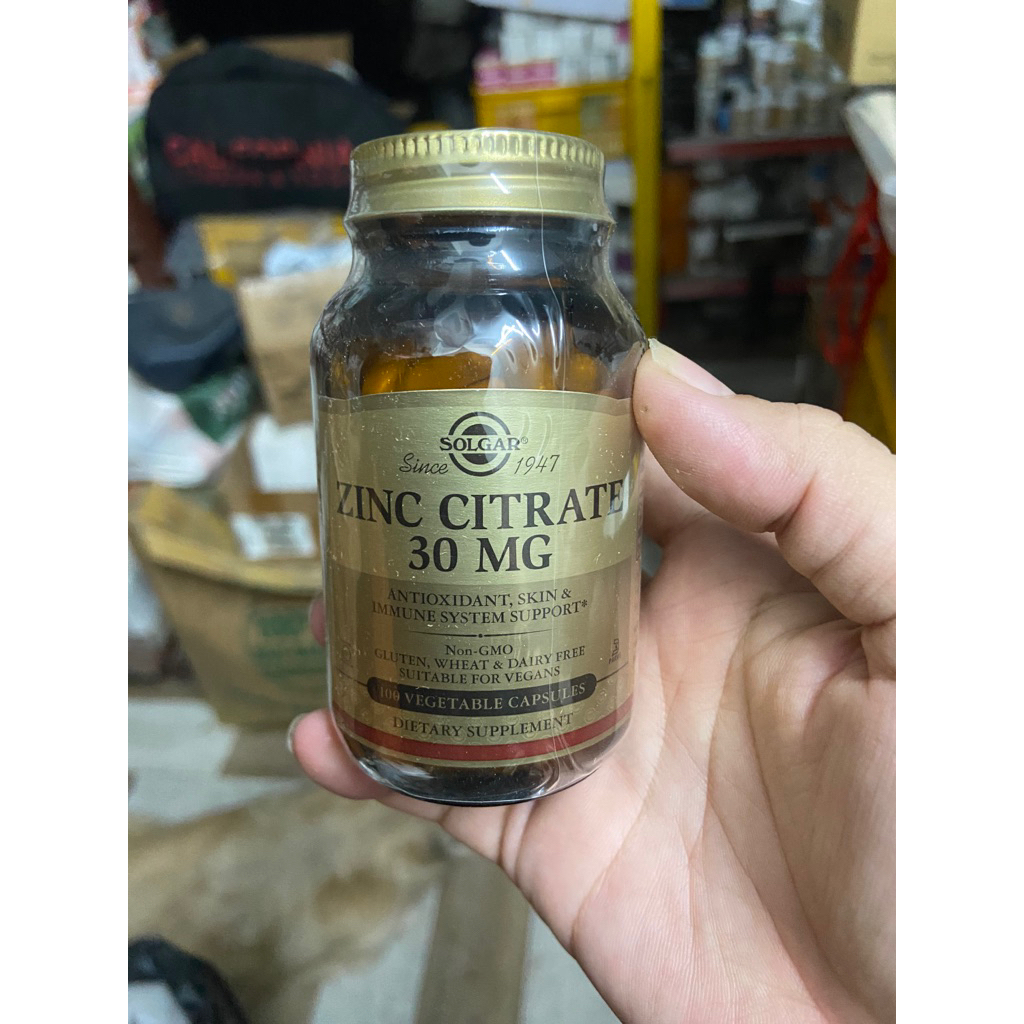 SOLGAR®
Since 1947
ZINC CITRATE
30 MG
ANTIOXIDANT, SKIN &
IMMUNE SYSTEM SUPPORT*
NON-GMO
GLUTEN, WHEAT & DAIRY FREE
SUITABLE FOR VEGANS
100 VEGETABLE CAPSULES
DIETARY SUPPLEMENT